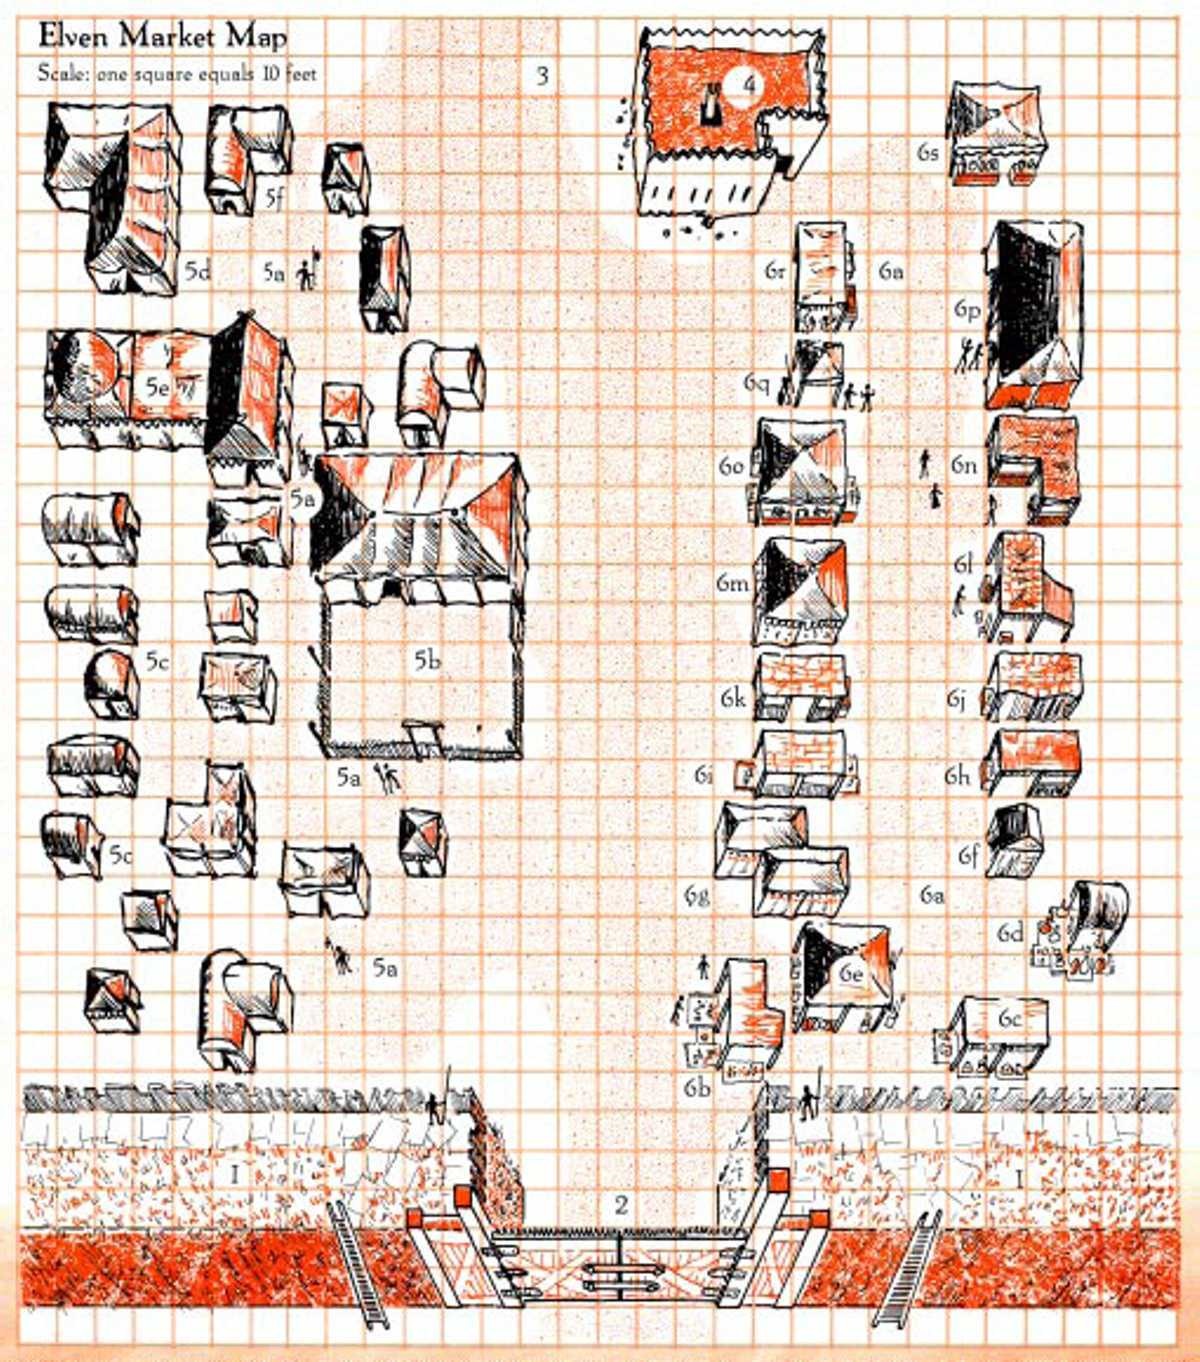 Elven Market Map
Scale: one square equals 10 feet
3
4
6s
5f
5d
5a
6r
6a
6p
5e
6q
6o
6n
5a
6l
6m
5b
5c
6k
6j
5a
6i
6h
5c
6f
6g
6a
6d
5a
6e
6c
6b
1
1
2